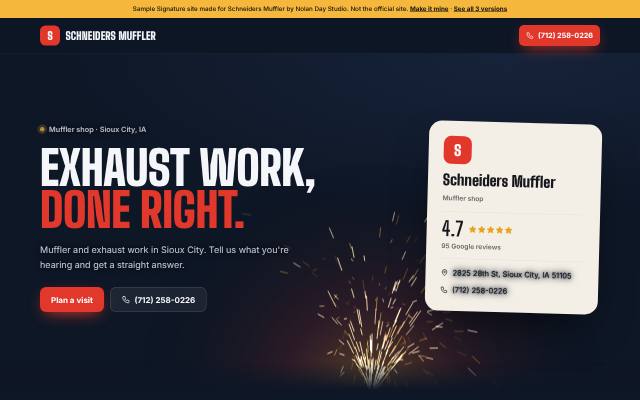 Sample Signature site made for Schneiders Muffler by Nolan Day Studio. Not the official site. Make it mine · See all 3 versions
S SCHNEIDERS MUFFLER
(712) 258-0226
Muffler shop · Sioux City, IA
EXHAUST WORK,
DONE RIGHT.
Muffler and exhaust work in Sioux City. Tell us what you're
hearing and get a straight answer.
Plan a visit
(712) 258-0226
S
Schneiders Muffler
Muffler shop
4.7
95 Google reviews
2825 28th St, Sioux City, IA 51105
(712) 258-0226